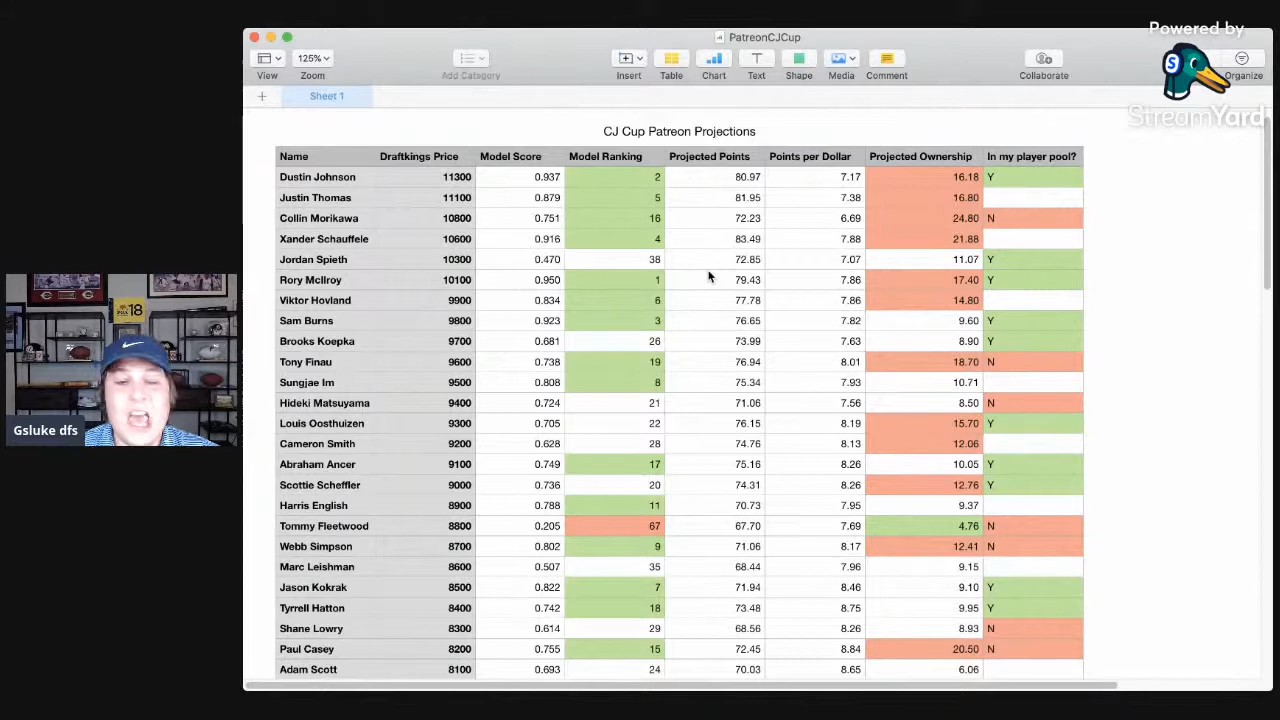 Powered by
StreamYard
PatreonCJCup
125%
View Zoom Add Category Insert Table Chart Text Shape Media Comment Collaborate Organize
Sheet 1
CJ Cup Patreon Projections
Name Draftkings Price Model Score Model Ranking Projected Points Points per Dollar Projected Ownership In my player pool?
Dustin Johnson 11300 0.937 2 80.97 7.17 16.18 Y
Justin Thomas 11100 0.879 5 81.95 7.38 16.80
Collin Morikawa 10800 0.751 16 72.23 6.69 24.80 N
Xander Schauffele 10600 0.916 4 83.49 7.88 21.88
Jordan Spieth 10300 0.470 38 72.85 7.07 11.07 Y
Rory McIlroy 10100 0.950 1 79.43 7.86 17.40 Y
Viktor Hovland 9900 0.834 6 77.78 7.86 14.80
Sam Burns 9800 0.923 3 76.65 7.82 9.60 Y
Brooks Koepka 9700 0.681 26 73.99 7.63 8.90 Y
Tony Finau 9600 0.738 19 76.94 8.01 18.70 N
Sungjae Im 9500 0.808 8 75.34 7.93 10.71
Hideki Matsuyama 9400 0.724 21 71.06 7.56 8.50 N
Louis Oosthuizen 9300 0.705 22 76.15 8.19 15.70 Y
Cameron Smith 9200 0.628 28 74.76 8.13 12.06
Abraham Ancer 9100 0.749 17 75.16 8.26 10.05 Y
Scottie Scheffler 9000 0.736 20 74.31 8.26 12.76 Y
Harris English 8900 0.788 11 70.73 7.95 9.37
Tommy Fleetwood 8800 0.205 67 67.70 7.69 4.76 N
Webb Simpson 8700 0.802 9 71.06 8.17 12.41 N
Marc Leishman 8600 0.507 35 68.44 7.96 9.15
Jason Kokrak 8500 0.822 7 71.94 8.46 9.10 Y
Tyrrell Hatton 8400 0.742 18 73.48 8.75 9.95 Y
Shane Lowry 8300 0.614 29 68.56 8.26 8.93 N
Paul Casey 8200 0.755 15 72.45 8.84 20.50 N
Adam Scott 8100 0.693 24 70.03 8.65 6.06
18
Gsluke dfs